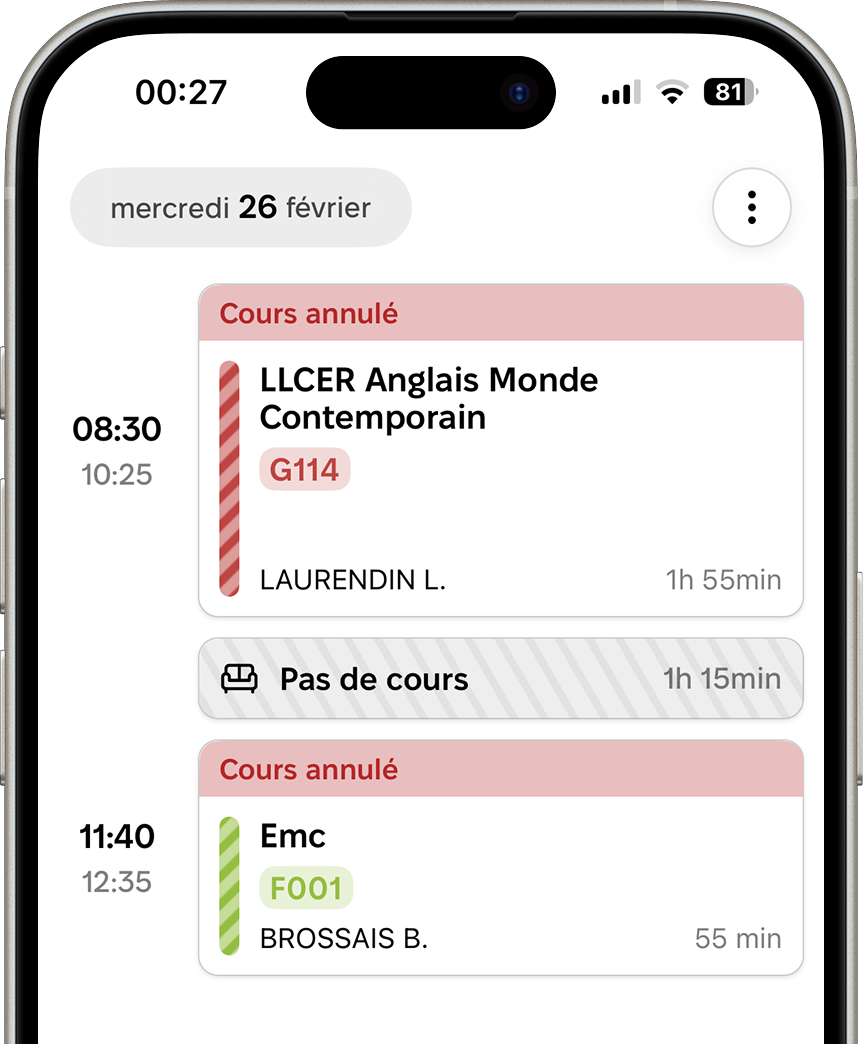 00:27
81
mercredi 26 février
Cours annulé
08:30
10:25
LLCER Anglais Monde
Contemporain
G114
LAURENDIN L.
1h 55min
Pas de cours
1h 15min
Cours annulé
11:40
12:35
Emc
F001
BROSSAIS B.
55 min